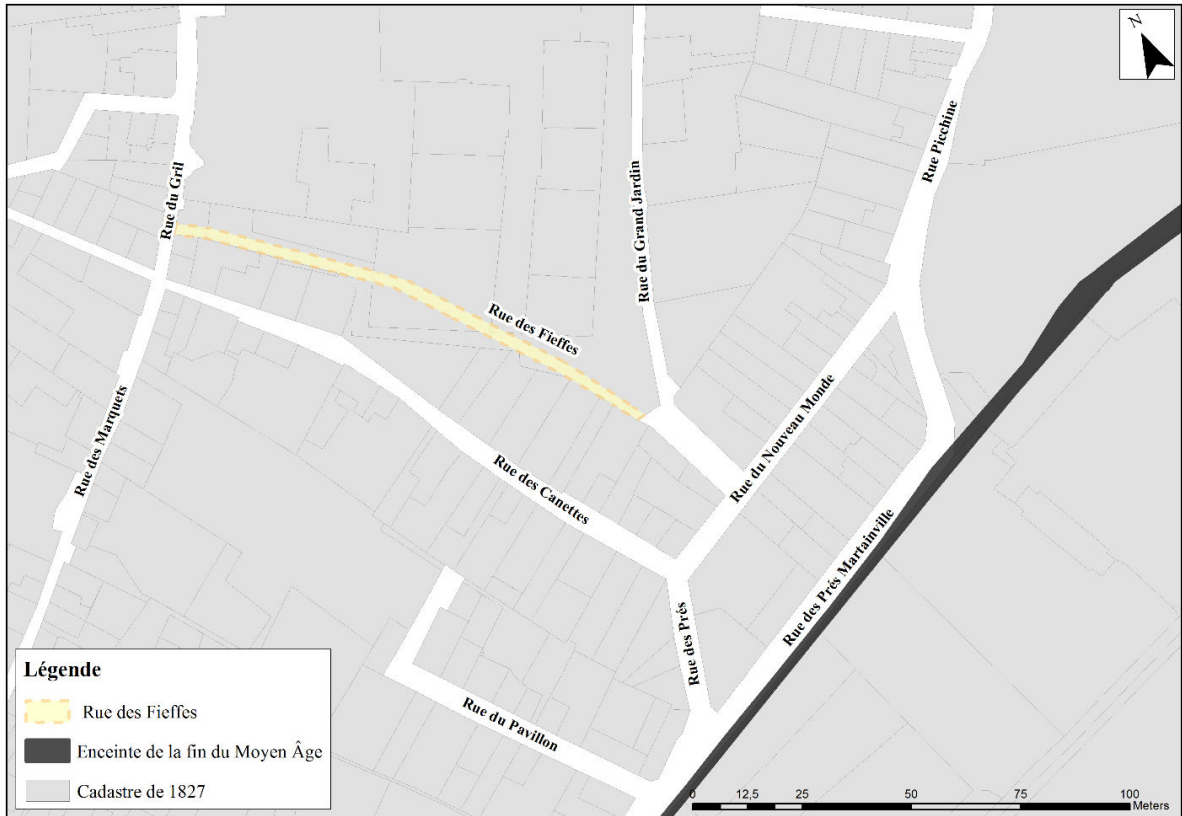 N
Rue Picchine
Rue du Gril
Rue du Grand Jardin
Rue des Fieffes
Rue du Nouveau Monde
Rue des Marquets
Rue des Canettes
Rue des Prés Martainville
Rue des Prés
Rue du Pavillon
Légende
Rue des Fieffes
Enceinte de la fin du Moyen Âge
Cadastre de 1827
0 12,5 25 50 75 100
Meters